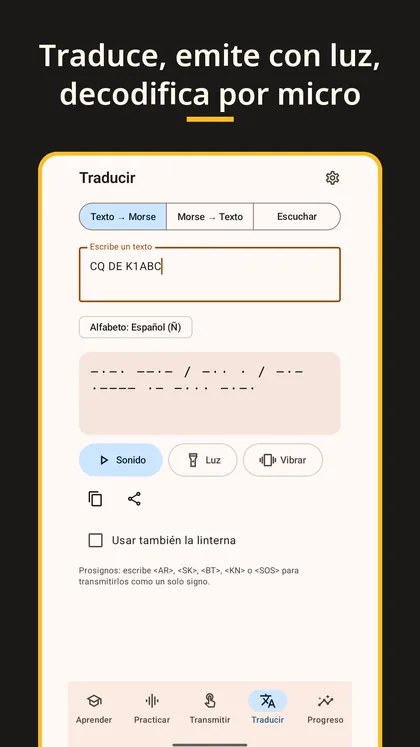 Traduce, emite con luz,
decodifica por micro
Traducir
Texto → Morse
Morse → Texto
Escuchar
Escribe un texto
CQ DE K1ABC
Alfabeto: Español (Ñ)
—·—· ——·— / —·· · / —·—
·———— ·— —··· —·—·
Sonido
Luz
Vibrar
Usar también la linterna
Prosignos: escribe <AR>, <SK>, <BT>, <KN> o <SOS> para
transmitirlos como un solo signo.
Aprender
Practicar
Transmitir
Traducir
Progreso